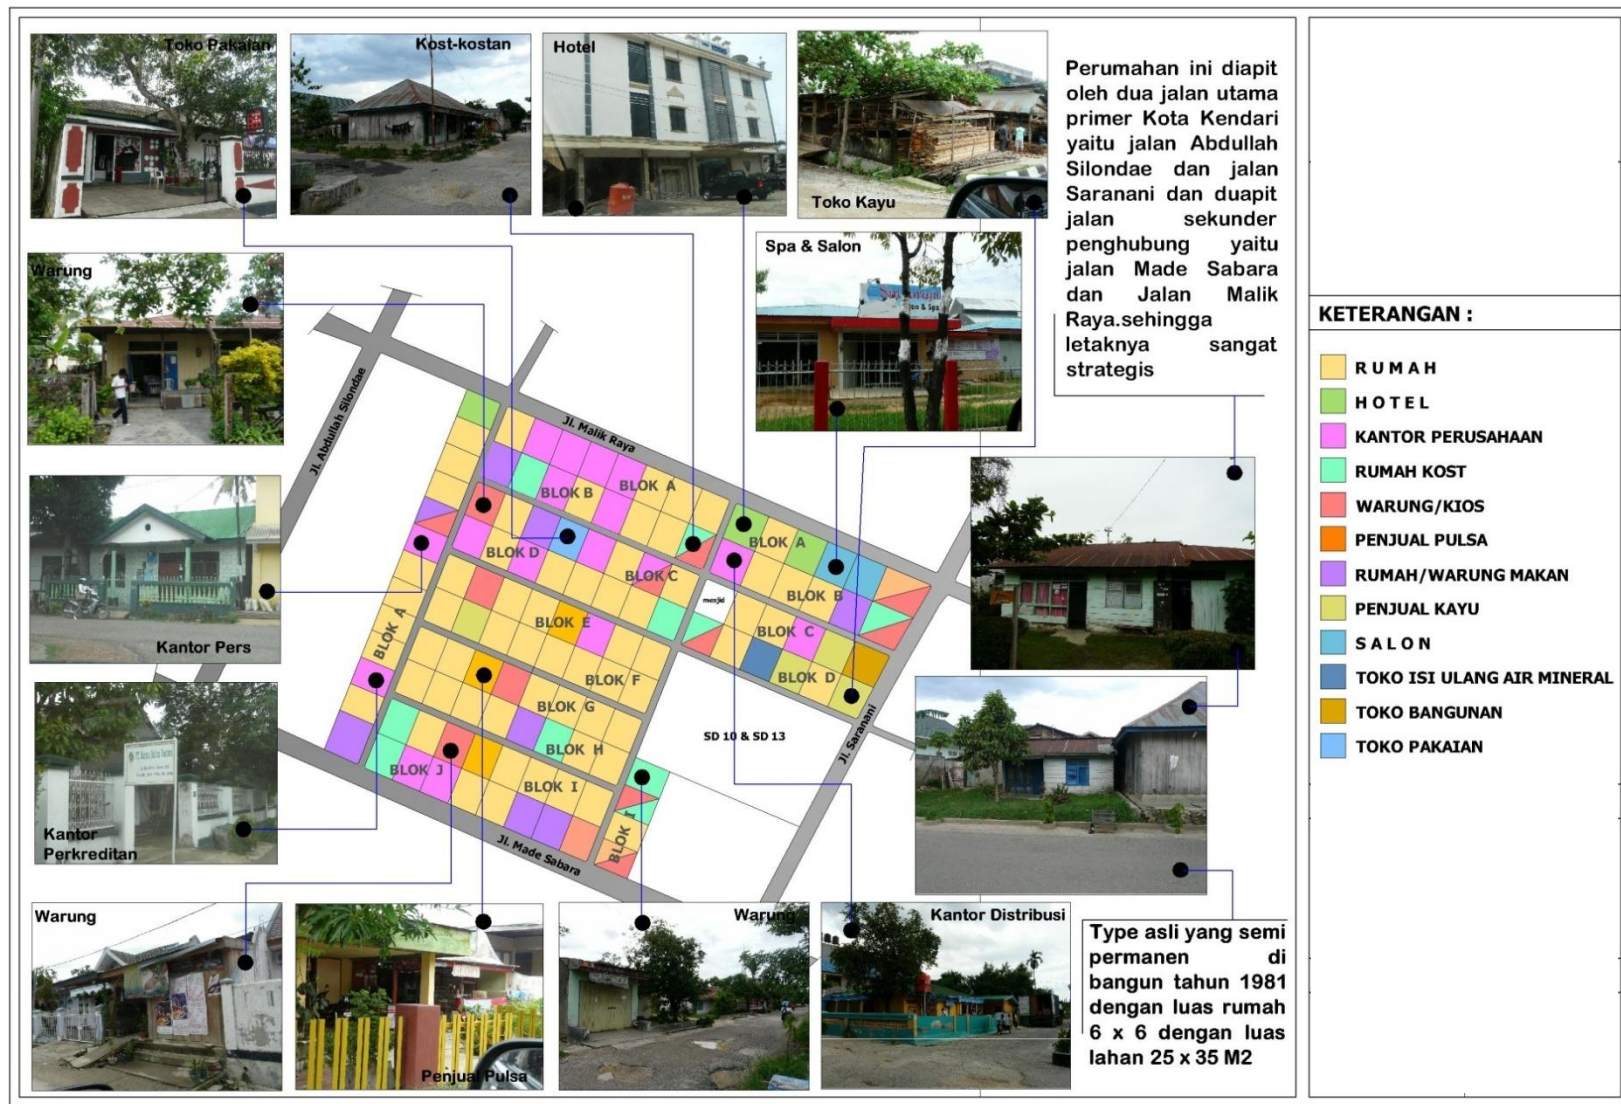 Toko Pakaian
Kost-kostan
Hotel
Toko Kayu
Perumahan ini diapit
oleh dua jalan utama
primer Kota Kendari
yaitu jalan Abdullah
Silondae dan jalan
Saranani dan duapit
jalan sekunder
penghubung yaitu
jalan Made Sabara
dan Jalan Malik
Raya.sehingga
letaknya sangat
strategis
Warung
Spa & Salon
KETERANGAN :
RUMAH
HOTEL
KANTOR PERUSAHAAN
RUMAH KOST
WARUNG/KIOS
PENJUAL PULSA
RUMAH/WARUNG MAKAN
PENJUAL KAYU
SALON
TOKO ISI ULANG AIR MINERAL
TOKO BANGUNAN
TOKO PAKAIAN
Jl. Abdullah Silondae
Jl. Malik Raya
BLOK B
BLOK A
BLOK A
BLOK D
BLOK C
BLOK B
mesjid
BLOK C
BLOK E
BLOK A
BLOK F
BLOK D
BLOK G
BLOK H
SD 10 & SD 13
Jl. Saranani
BLOK J
BLOK I
BLOK I
Jl. Made Sabara
Kantor Pers
Kantor
Perkreditan
Warung
Penjual Pulsa
Warung
Kantor Distribusi
Type asli yang semi
permanen di
bangun tahun 1981
dengan luas rumah
6 x 6 dengan luas
lahan 25 x 35 M2